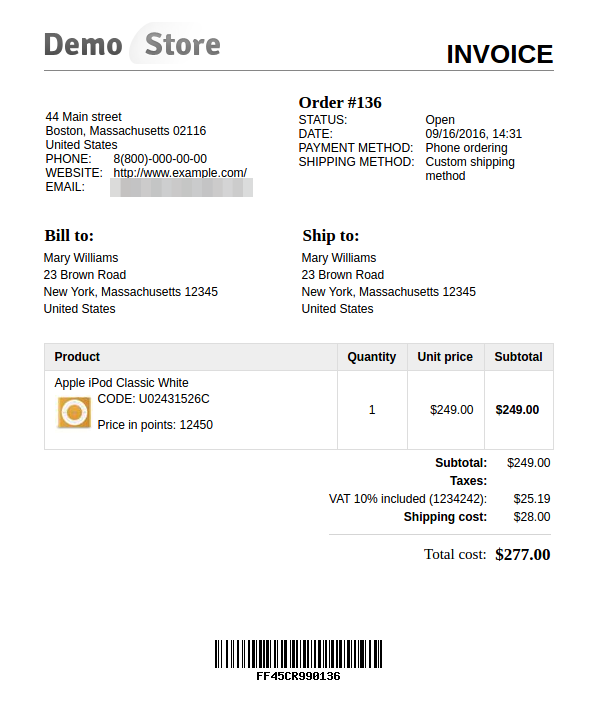 Demo Store
INVOICE
44 Main street
Boston, Massachusetts 02116
United States
PHONE: 8(800)-000-00-00
WEBSITE: http://www.example.com/
EMAIL:
Order #136
STATUS: Open
DATE: 09/16/2016, 14:31
PAYMENT METHOD: Phone ordering
SHIPPING METHOD: Custom shipping
method
Bill to:
Mary Williams
23 Brown Road
New York, Massachusetts 12345
United States
Ship to:
Mary Williams
23 Brown Road
New York, Massachusetts 12345
United States
Product Quantity Unit price Subtotal
Apple iPod Classic White
CODE: U02431526C
1 $249.00 $249.00
Price in points: 12450
Subtotal: $249.00
Taxes:
VAT 10% included (1234242): $25.19
Shipping cost: $28.00
Total cost: $277.00
FF45CR990136